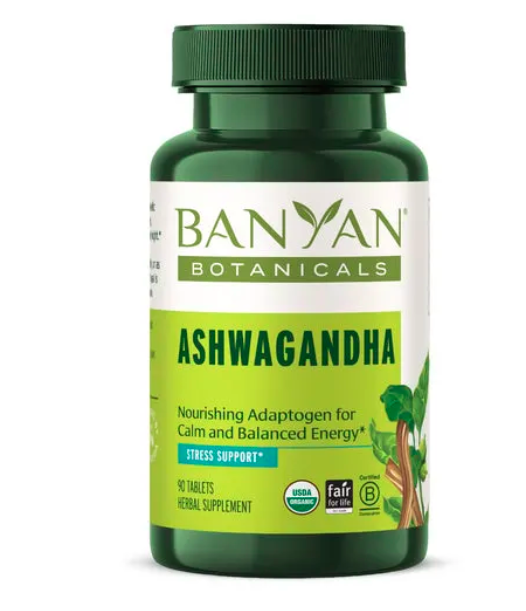 BANYAN®
BOTANICALS
ASHWAGANDHA
Nourishing Adaptogen for
Calm and Balanced Energy*
STRESS SUPPORT*
90 TABLETS
HERBAL SUPPLEMENT
USDA
ORGANIC
fair
for life
Certified
B
Corporation